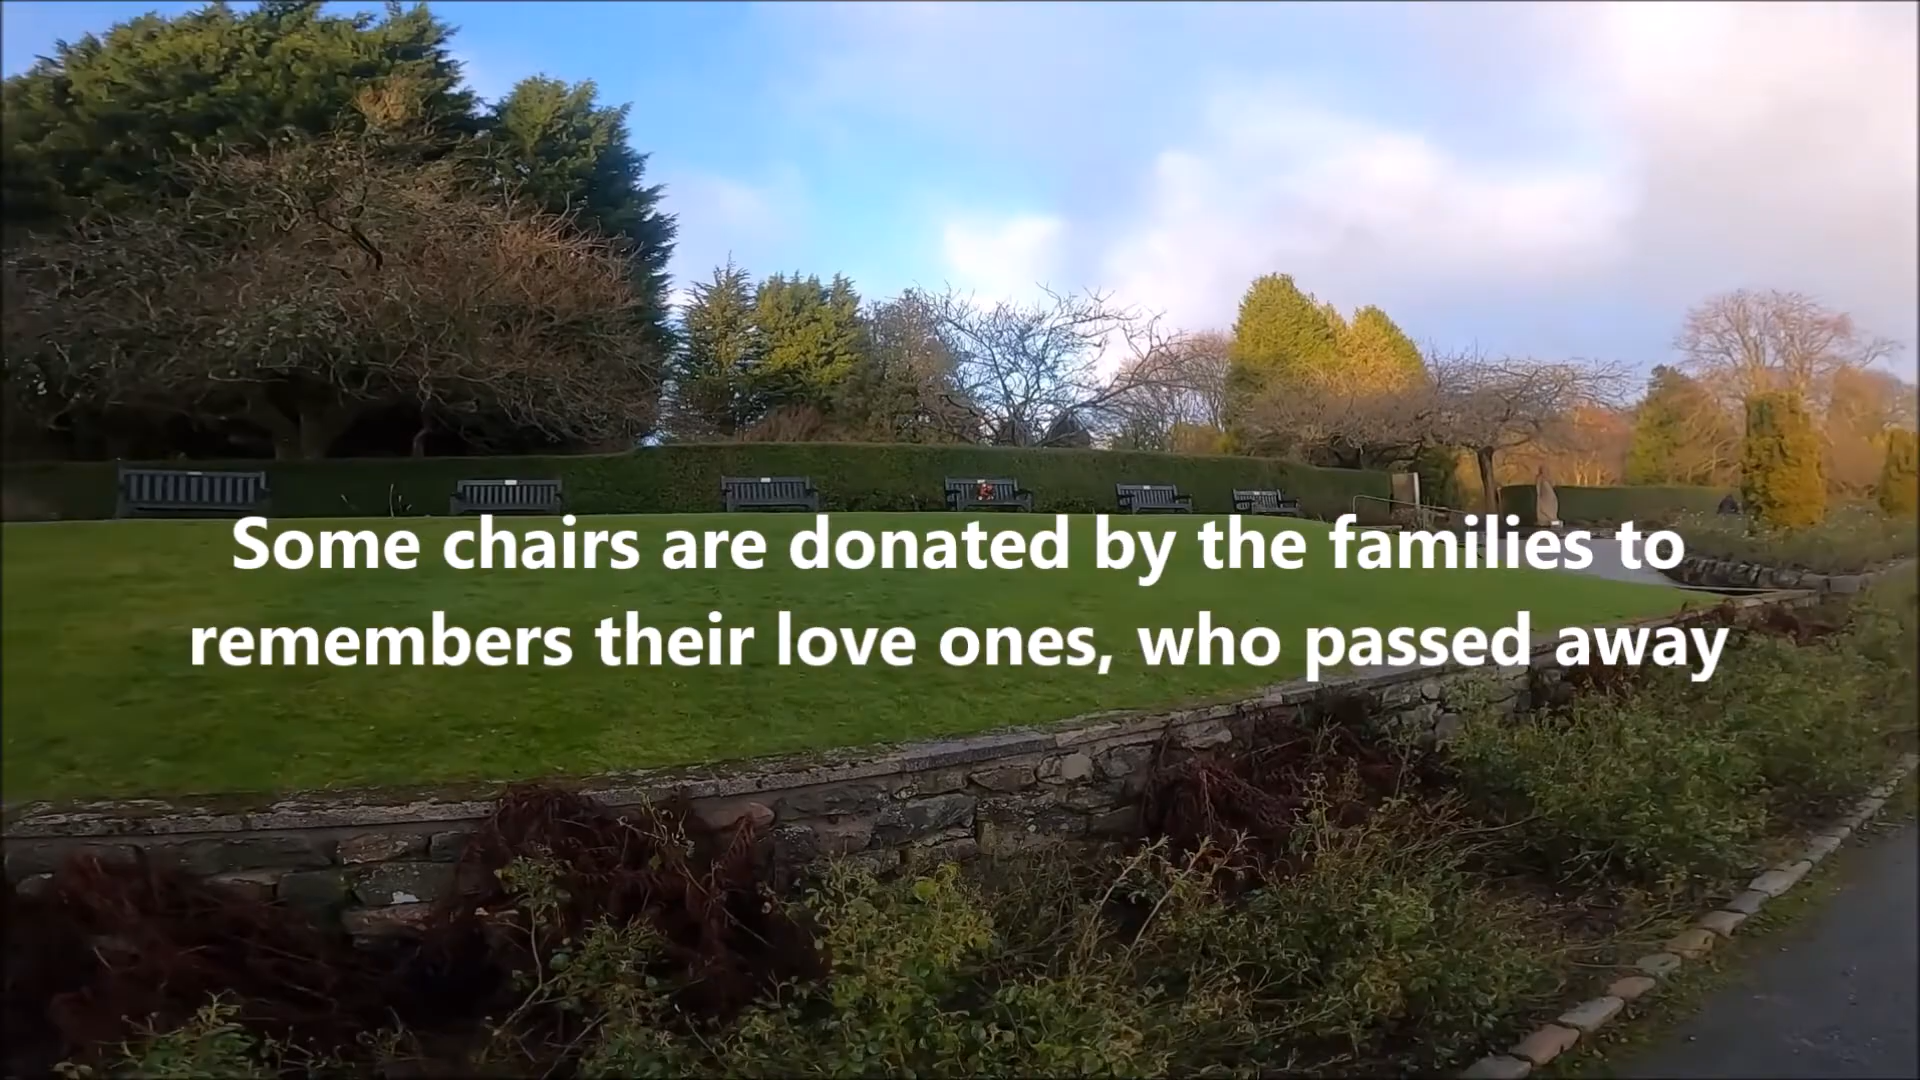 Some chairs are donated by the families to
remembers their love ones, who passed away